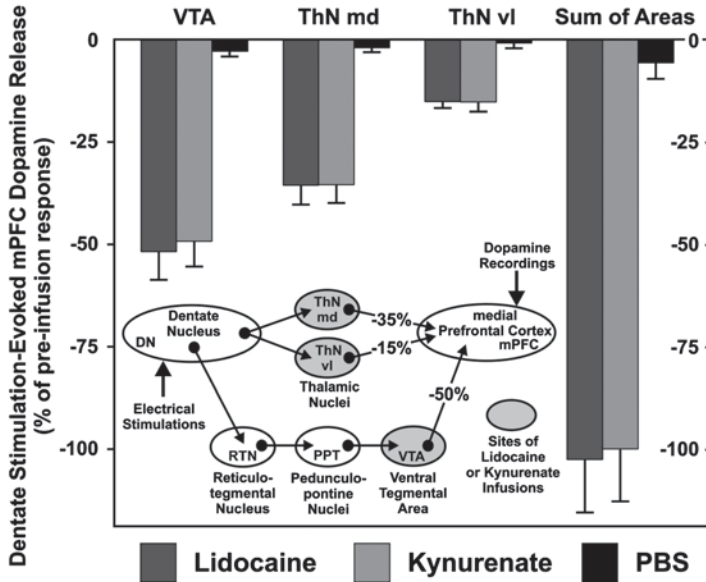 VTA
ThN md
ThN vl
Sum of Areas
Dentate Stimulation-Evoked mPFC Dopamine Release
(% of pre-infusion response)
0
-25
-50
-75
-100
0
-25
-50
-75
-100
Dopamine
Recordings
Dentate
Nucleus
DN
ThN
md
ThN
vl
Thalamic
Nuclei
-35%
-15%
-50%
medial
Prefrontal Cortex
mPFC
Electrical
Stimulations
RTN
PPT
VTA
Reticulo-
tegmental
Nucleus
Pedunculo-
pontine
Nuclei
Ventral
Tegmental
Area
Sites of
Lidocaine
or Kynurenate
Infusions
Lidocaine
Kynurenate
PBS